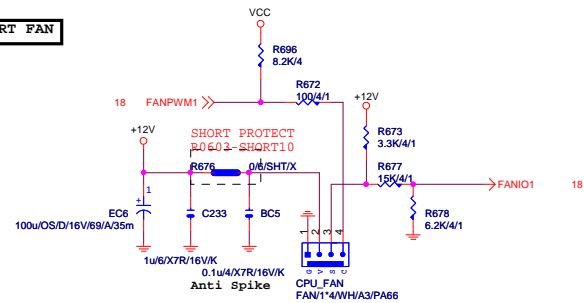 RT FAN
VCC
R696
8.2K/4
R672
100/4/1
18 FANPWM1
+12V
R673
3.3K/4/1
+12V
SHORT PROTECT
R0603-SHORT10
R676 0/6/SHT/X
R677
15K/4/1
FANIO1 18
R678
6.2K/4/1
+ 1
EC6
100u/OS/D/16V/69/A/35m
C233
BC5
1u/6/X7R/16V/K
0.1u/4/X7R/16V/K
Anti Spike
1 2 3 4
G V S C
CPU_FAN
FAN/1*4/WH/A3/PA66